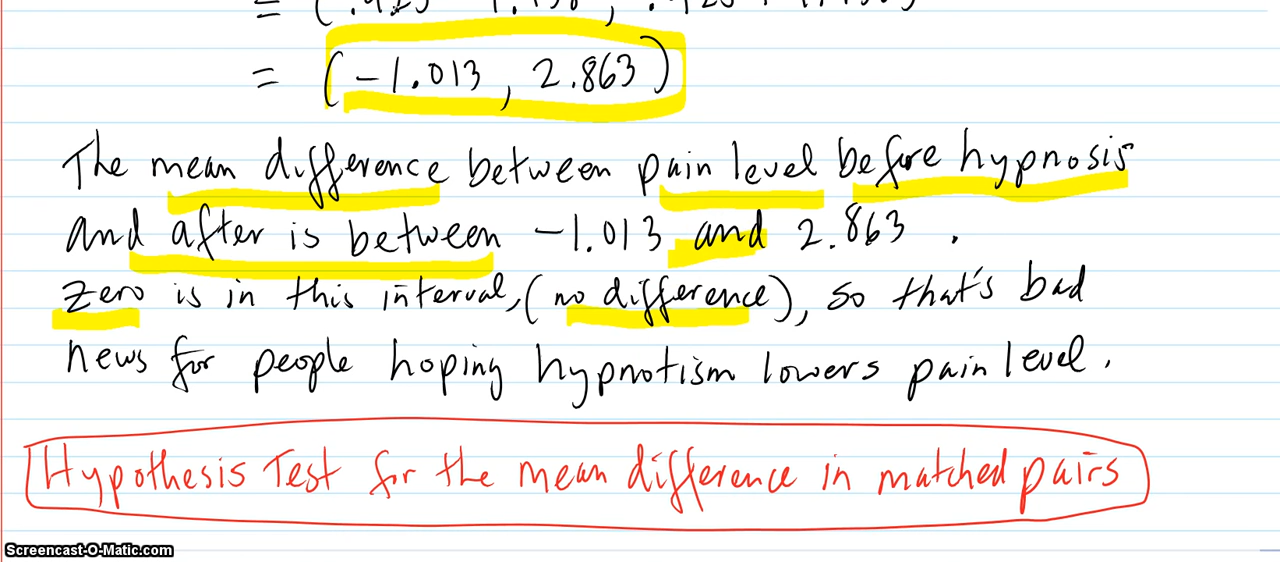 = (-1.013, 2.863)
The mean difference between pain level before hypnosis
and after is between -1.013 and 2.863 .
Zero is in this interval, (no difference), so that's bad
news for people hoping hypnotism lowers pain level.
Hypothesis Test for the mean difference in matched pairs
Screencast-O-Matic.com